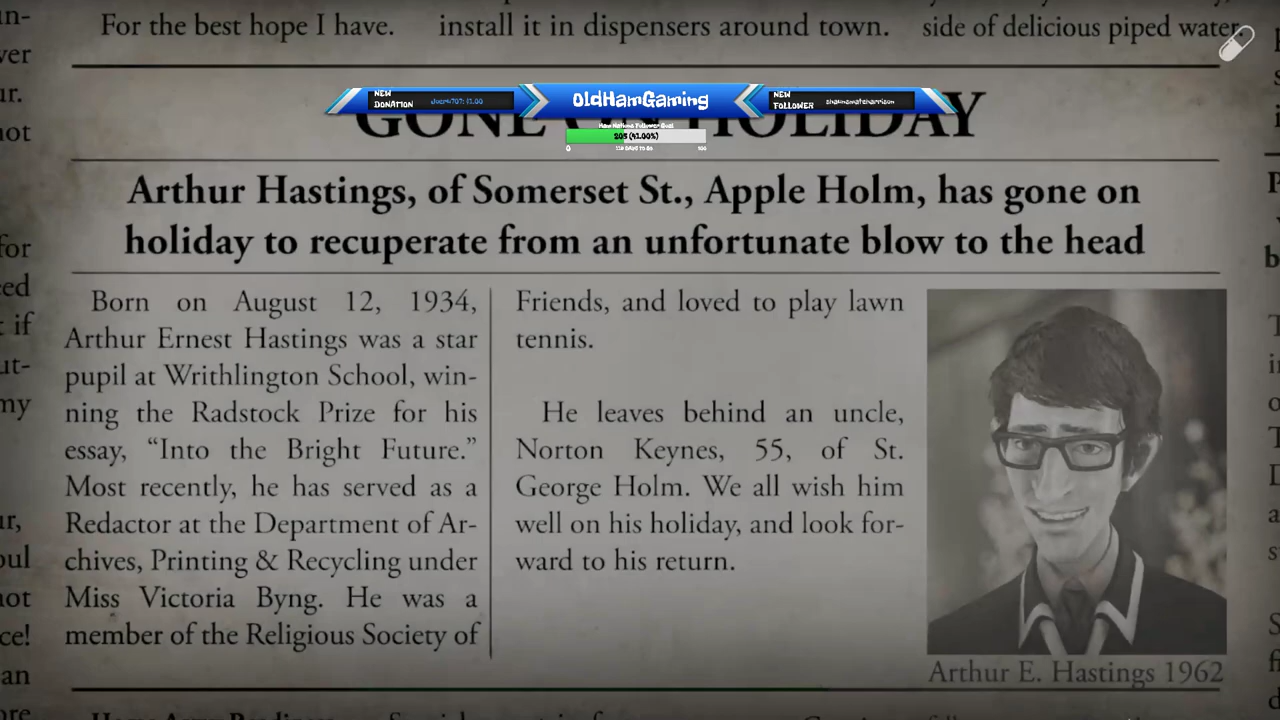 For the best hope I have.
install it in dispensers around town.
side of delicious piped water.
NEW DONATION
OldHamGaming
NEW FOLLOWER
205 (41.00%)
GONE ON HOLIDAY
Arthur Hastings, of Somerset St., Apple Holm, has gone on
holiday to recuperate from an unfortunate blow to the head
Born on August 12, 1934,
Arthur Ernest Hastings was a star
pupil at Writhlington School, win-
ning the Radstock Prize for his
essay, “Into the Bright Future.”
Most recently, he has served as a
Redactor at the Department of Ar-
chives, Printing & Recycling under
Miss Victoria Byng. He was a
member of the Religious Society of
Friends, and loved to play lawn
tennis.
He leaves behind an uncle,
Norton Keynes, 55, of St.
George Holm. We all wish him
well on his holiday, and look for-
ward to his return.
Arthur E. Hastings 1962